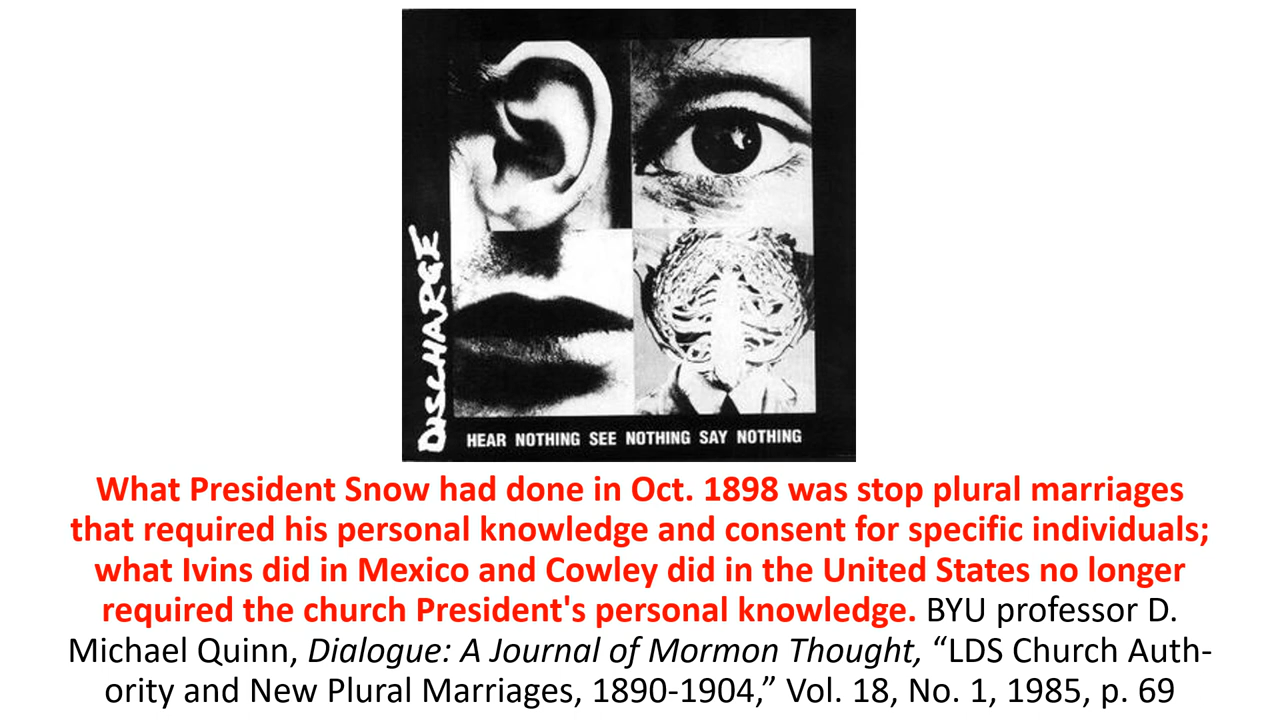 DISCHARGE
HEAR NOTHING SEE NOTHING SAY NOTHING
What President Snow had done in Oct. 1898 was stop plural marriages
that required his personal knowledge and consent for specific individuals;
what Ivins did in Mexico and Cowley did in the United States no longer
required the church President's personal knowledge. BYU professor D.
Michael Quinn, Dialogue: A Journal of Mormon Thought, “LDS Church Auth-
ority and New Plural Marriages, 1890-1904,” Vol. 18, No. 1, 1985, p. 69